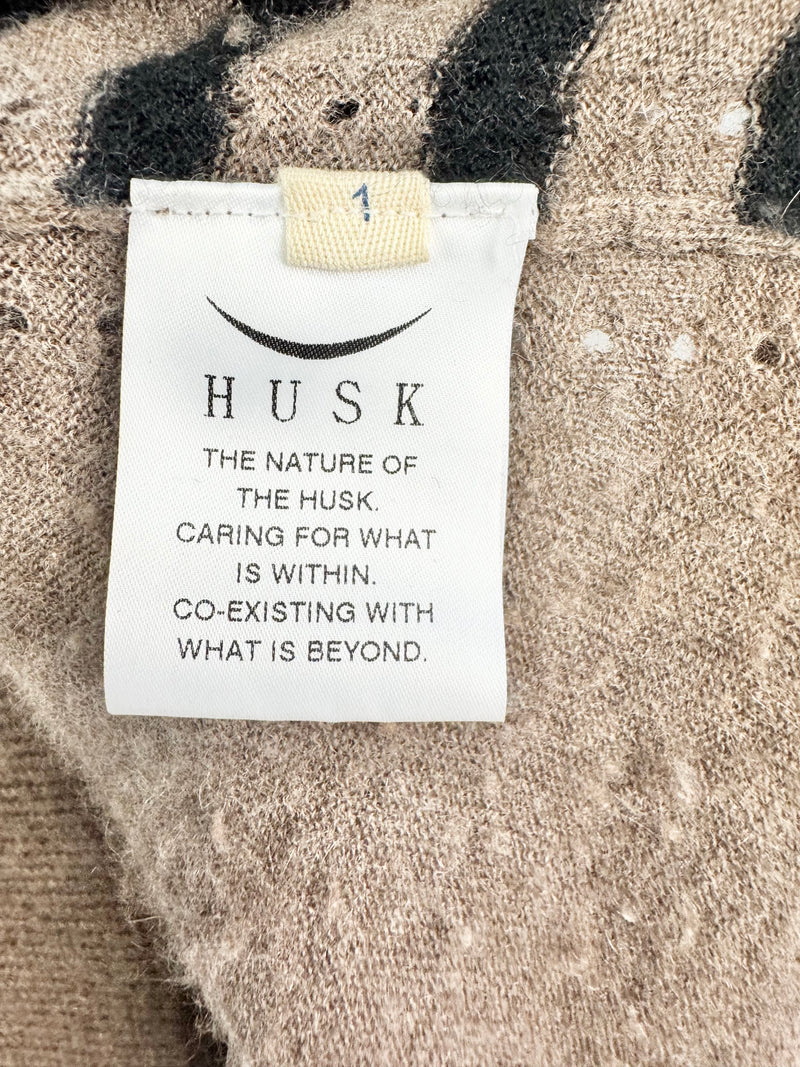 1
HUSK
THE NATURE OF
THE HUSK.
CARING FOR WHAT
IS WITHIN.
CO-EXISTING WITH
WHAT IS BEYOND.